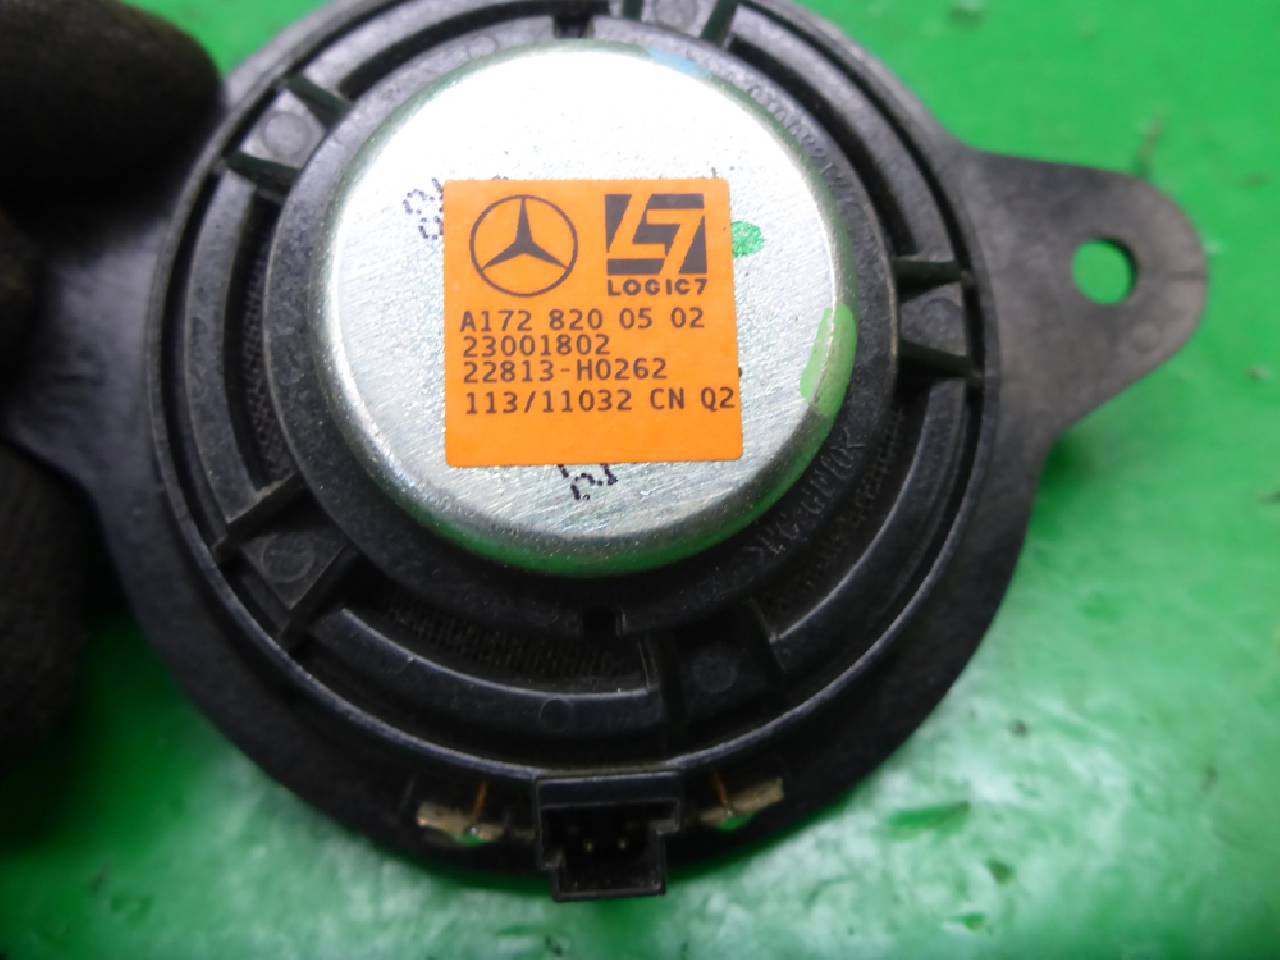 LOGIC7
A172 820 05 02
23001802
22813-H0262
113/11032 CN Q2